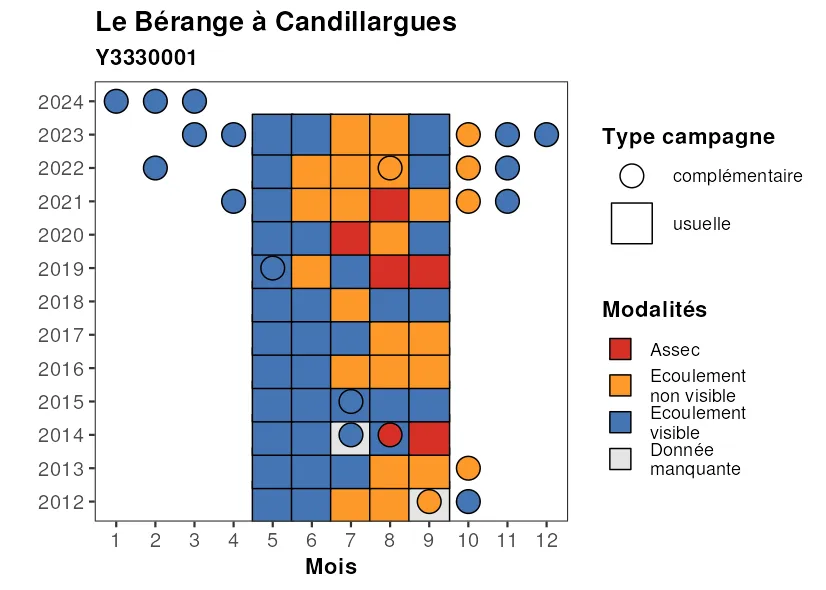 Le Bérange à Candillargues
Y3330001
2024
2023
2022
2021
2020
2019
2018
2017
2016
2015
2014
2013
2012
1 2 3 4 5 6 7 8 9 10 11 12
Mois
Type campagne
complémentaire
usuelle
Modalités
Assec
Ecoulement
non visible
Ecoulement
visible
Donnée
manquante